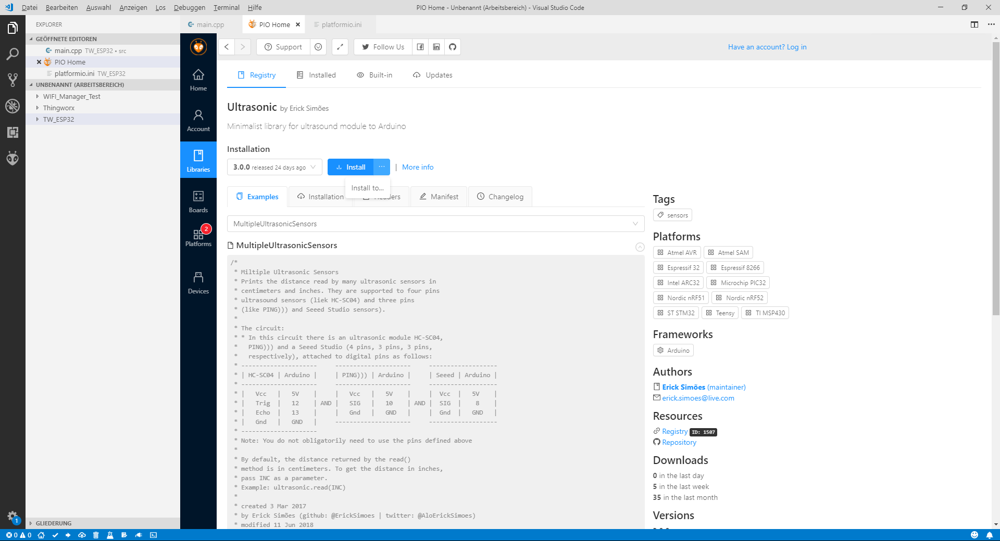 Datei Bearbeiten Auswahl Anzeigen Los Debuggen Terminal Hilfe
PIO Home - Unbenannt (Arbeitsbereich) - Visual Studio Code
EXPLORER
GEÖFFNETE EDITOREN
main.cpp TW_ESP32 • src
PIO Home
platformio.ini TW_ESP32
UNBENANNT (ARBEITSBEREICH)
WIFI_Manager_Test
Thingworx
TW_ESP32
GLIEDERUNG
1
main.cpp
PIO Home
platformio.ini
Home
Account
Libraries
Boards
2
Platforms
Devices
Support
Follow Us
Have an account? Log in
Registry
Installed
Built-in
Updates
Ultrasonic by Erick Simões
Minimalist library for ultrasound module to Arduino
Installation
3.0.0 released 24 days ago
Install
| More info
Install to...
Examples
Installation
Manifest
Changelog
MultipleUltrasonicSensors
MultipleUltrasonicSensors
/*
* Miltiple Ultrasonic Sensors
* Prints the distance read by many ultrasonic sensors in
* centimeters and inches. They are supported to four pins
* ultrasound sensors (liek HC-SC04) and three pins
* (like PING))) and Seeed Studio sensors).
*
* The circuit:
* * In this circuit there is an ultrasonic module HC-SC04,
*   PING))) and a Seeed Studio (4 pins, 3 pins, 3 pins,
*   respectively), attached to digital pins as follows:
* ---------------------     ---------------------     -------------------
* | HC-SC04 | Arduino |     | PING))) | Arduino |     | Seeed | Arduino |
* ---------------------     ---------------------     -------------------
* |   Vcc   |   5V    |     |   Vcc   |   5V    |     |  Vcc  |   5V    |
* |   Trig  |   12    | AND |   SIG   |   10    | AND |  SIG  |    8    |
* |   Echo  |   13    |     |   Gnd   |   GND   |     |  Gnd  |   GND   |
* |   Gnd   |   GND   |     ---------------------     -------------------
* ---------------------
* Note: You do not obligatorily need to use the pins defined above
*
* By default, the distance returned by the read()
* method is in centimeters. To get the distance in inches,
* pass INC as a parameter.
* Example: ultrasonic.read(INC)
*
* created 3 Mar 2017
* by Erick Simões (github: @ErickSimoes | twitter: @AloErickSimoes)
* modified 11 Jun 2018
Tags
sensors
Platforms
Atmel AVR
Atmel SAM
Espressif 32
Espressif 8266
Intel ARC32
Microchip PIC32
Nordic nRF51
Nordic nRF52
ST STM32
Teensy
TI MSP430
Frameworks
Arduino
Authors
Erick Simões (maintainer)
erick.simoes@live.com
Resources
Registry ID: 1507
Repository
Downloads
0 in the last day
5 in the last week
35 in the last month
Versions
0 0